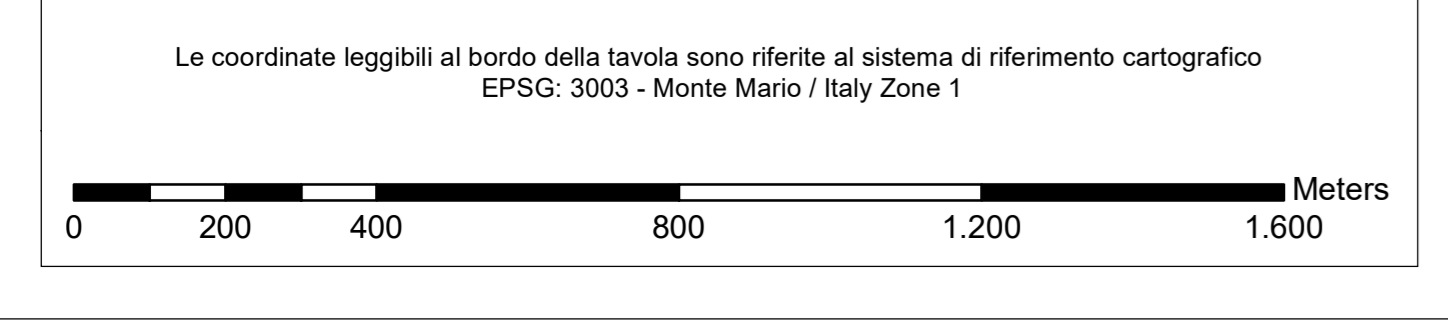 Le coordinate leggibili al bordo della tavola sono riferite al sistema di riferimento cartografico
EPSG: 3003 - Monte Mario / Italy Zone 1
Meters
0 200 400 800 1.200 1.600